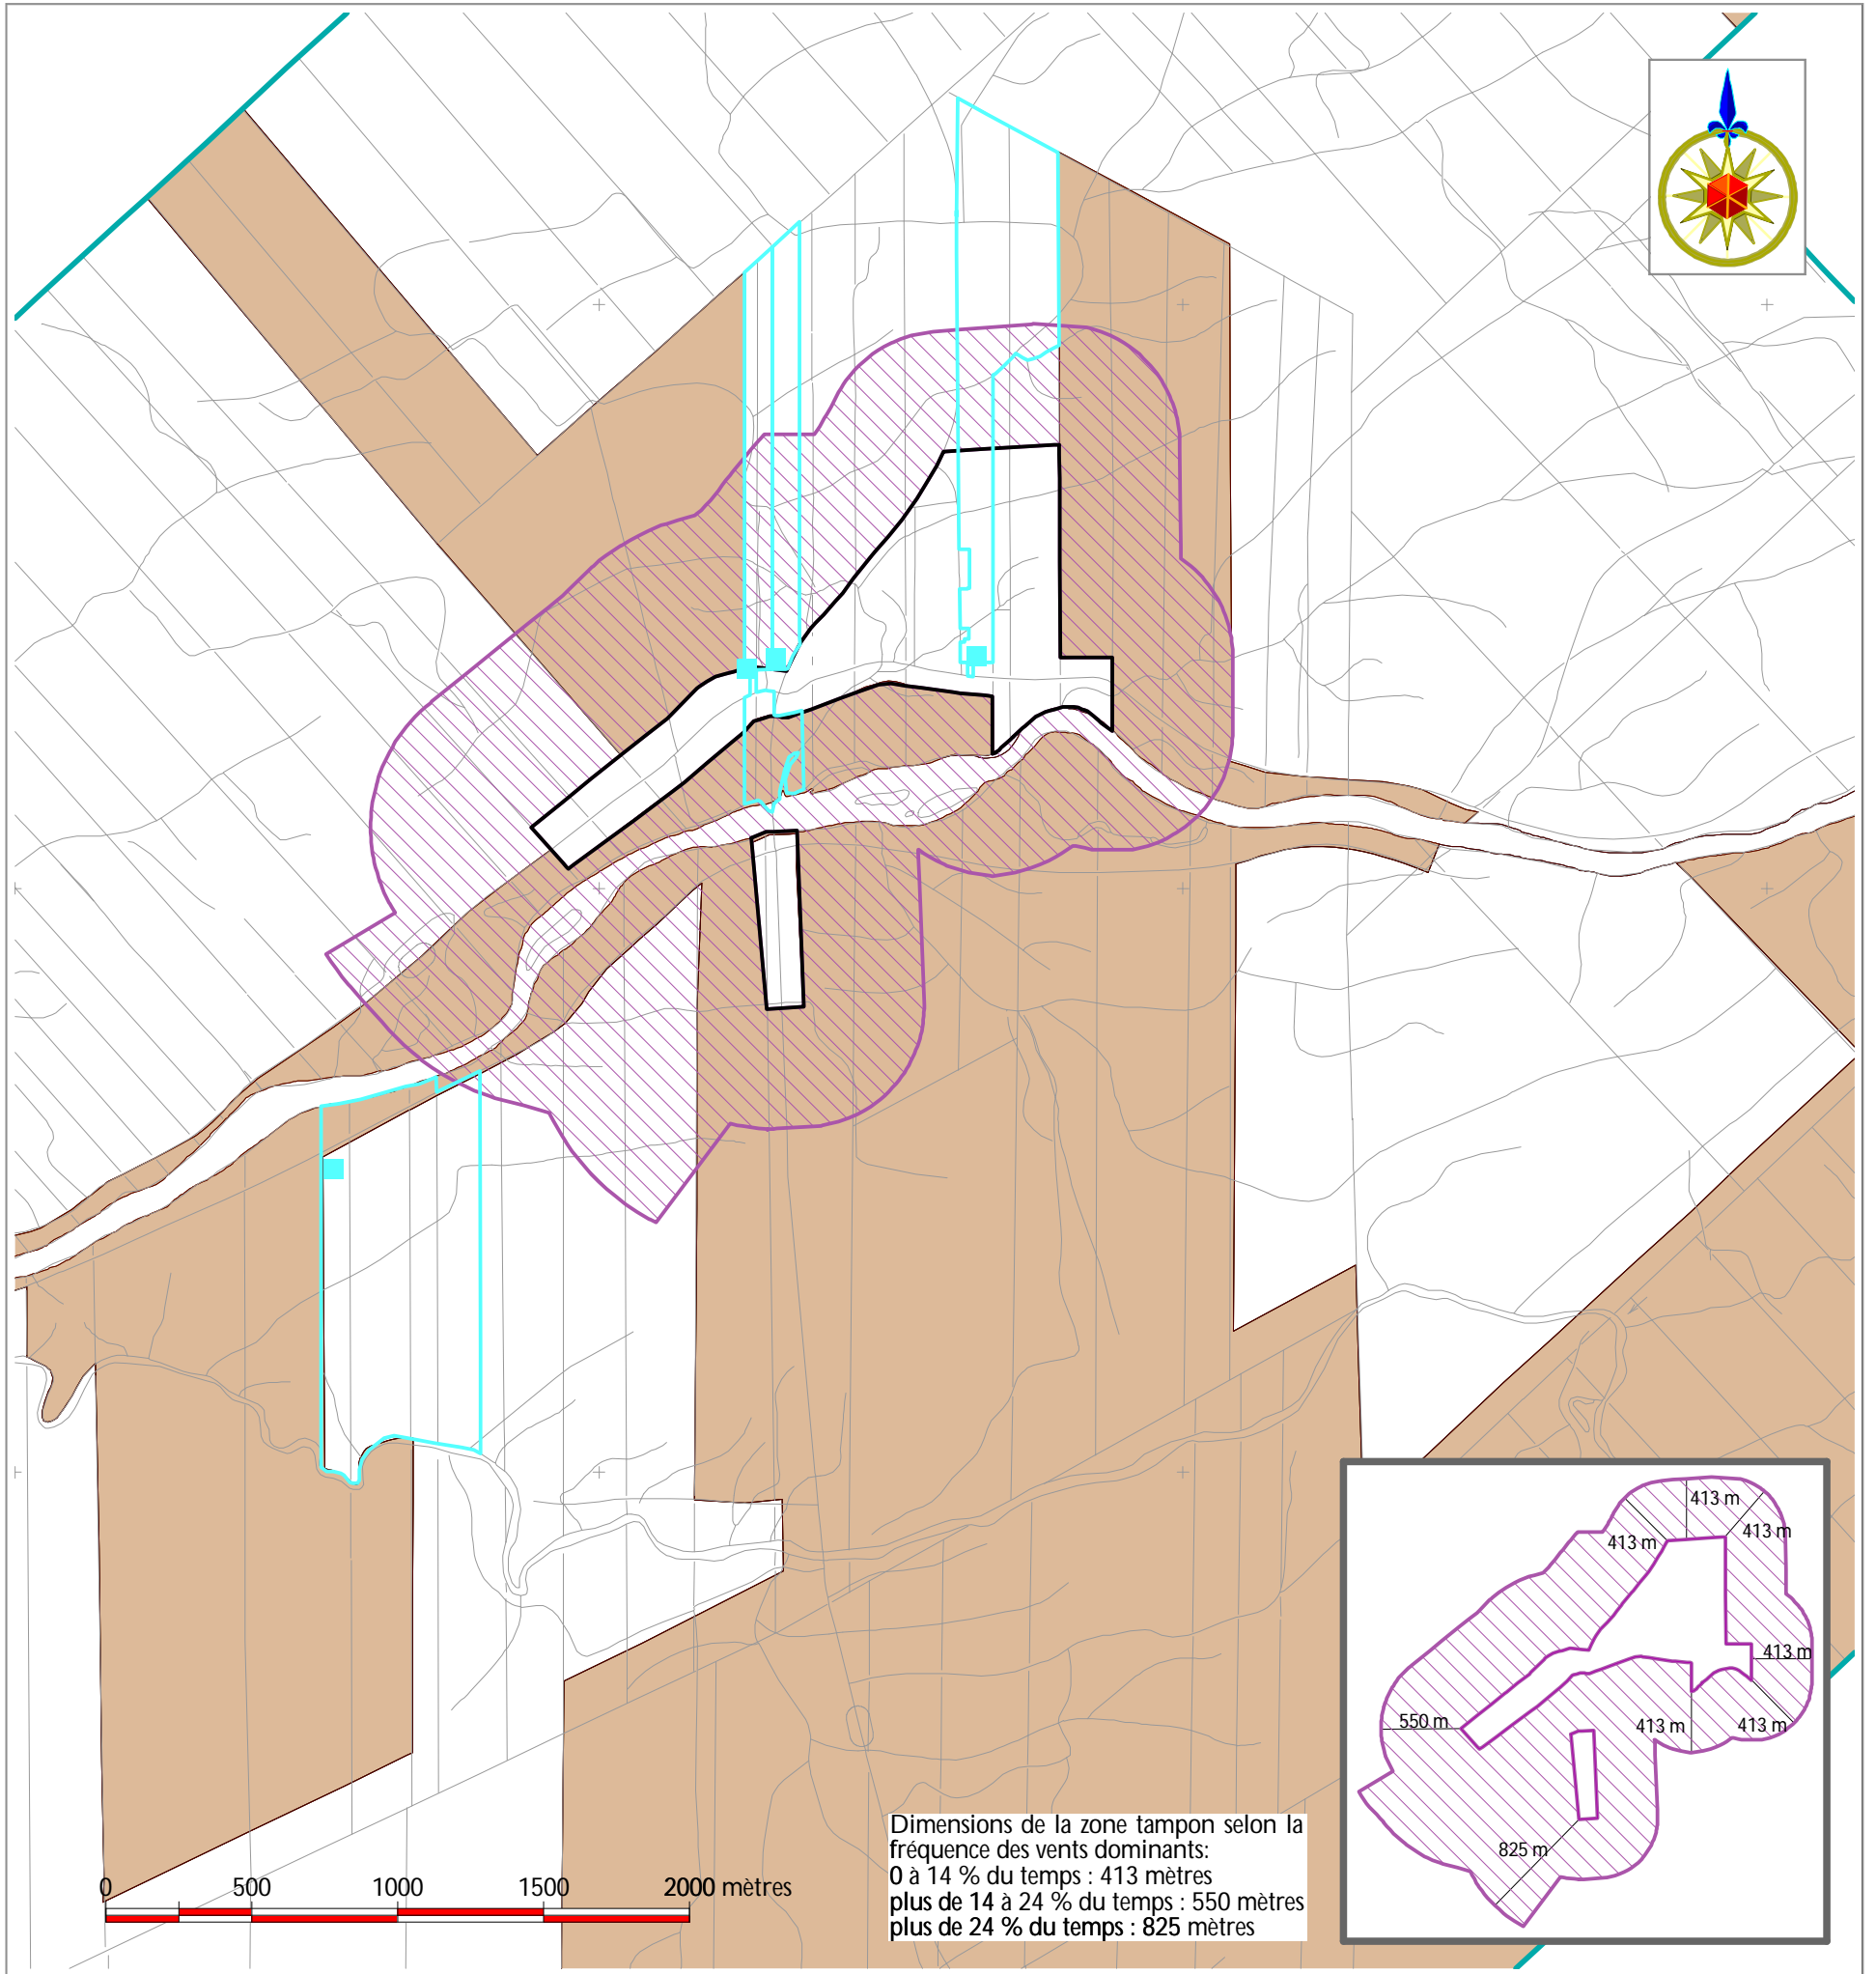 413 m
413 m
413 m
413 m
550 m
413 m
413 m
825 m
Dimensions de la zone tampon selon la
fréquence des vents dominants:
0 à 14 % du temps : 413 mètres
plus de 14 à 24 % du temps : 550 mètres
plus de 24 % du temps : 825 mètres
0 500 1000 1500 2000 mètres